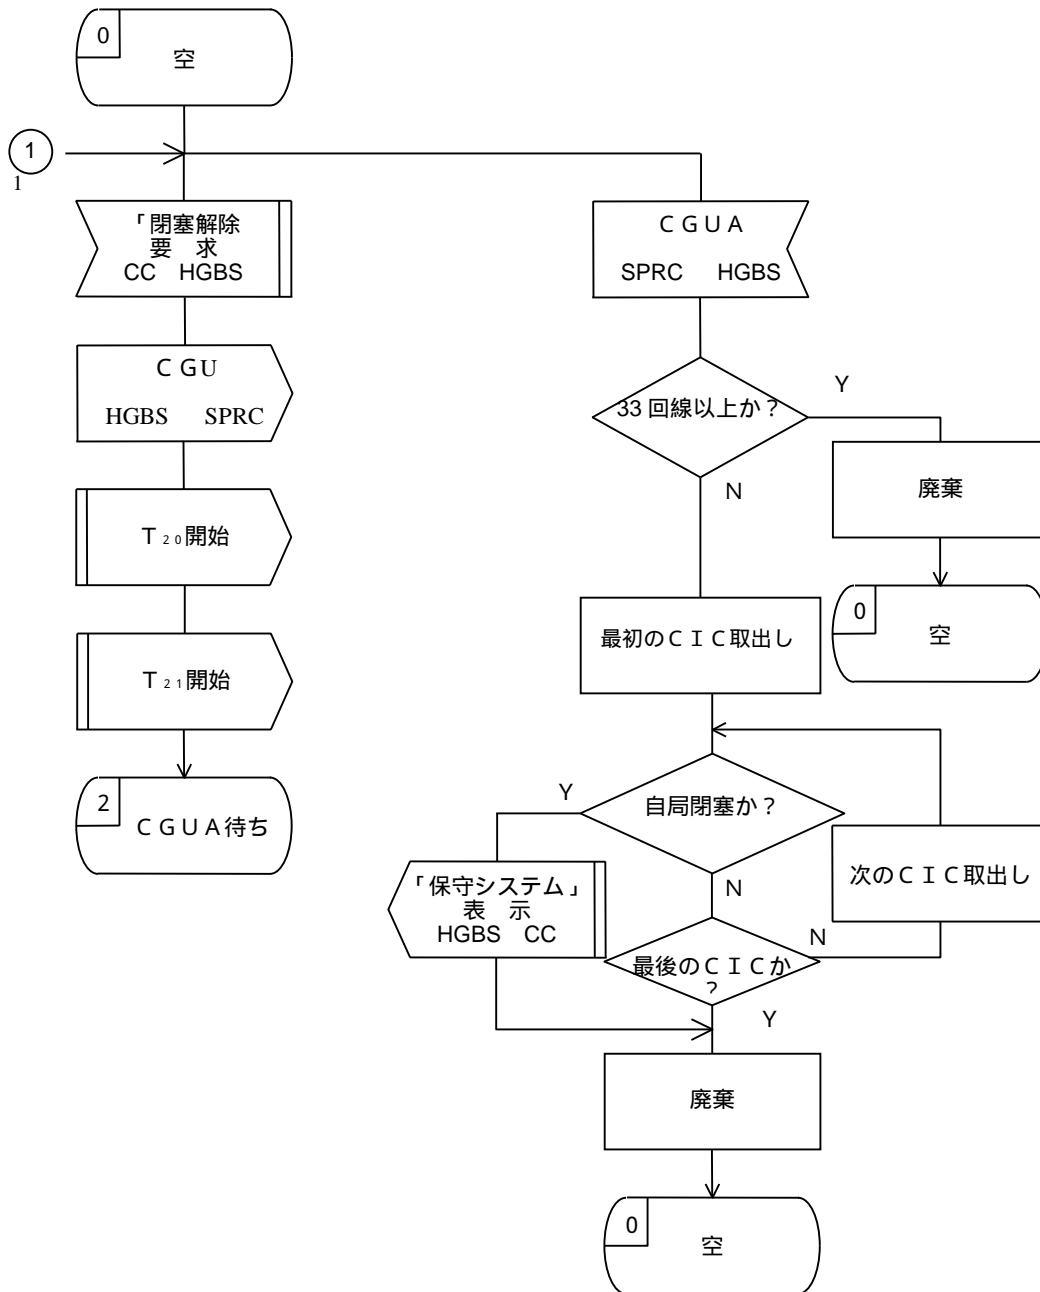 0
空
1
1
「閉塞解除
要 求
CC HGBS
ＣＧＵＡ
SPRC HGBS
ＣＧU
HGBS SPRC
33 回線以上か？
Y
N
廃棄
Ｔ₂₀開始
0
空
最初のＣＩＣ取出し
Ｔ₂₁開始
2
ＣＧＵＡ待ち
自局閉塞か？
Y
N
次のＣＩＣ取出し
「保守システム」
表 示
HGBS CC
最後のＣＩＣか
？
N
Y
廃棄
0
空